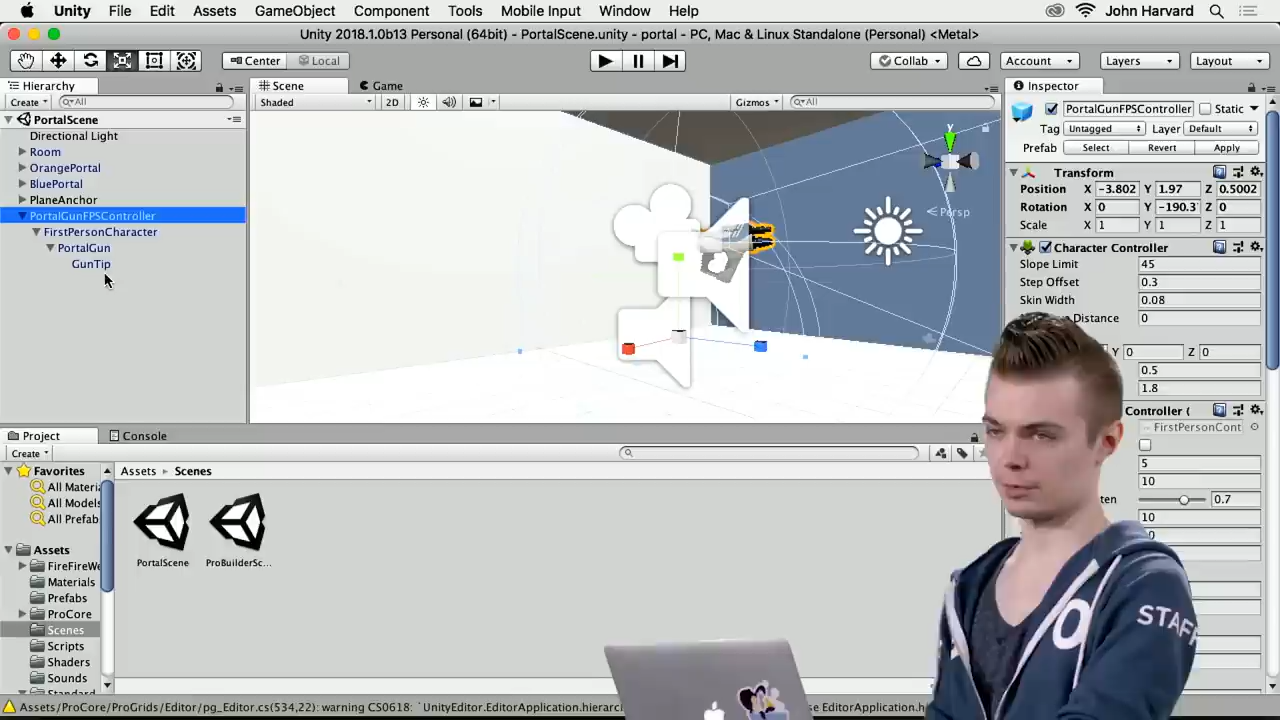 Unity File Edit Assets GameObject Component Tools Mobile Input Window Help John Harvard
Unity 2018.1.0b13 Personal (64bit) - PortalScene.unity - portal - PC, Mac & Linux Standalone (Personal) <Metal>
Center Local Collab Account Layers Layout
Hierarchy
Create All
PortalScene
Directional Light
Room
OrangePortal
BluePortal
PlaneAnchor
PortalGunFPSController
FirstPersonCharacter
PortalGun
GunTip
Scene Game
Shaded 2D Gizmos All
y
Persp
Inspector
PortalGunFPSController Static
Tag Untagged Layer Default
Prefab Select Revert Apply
Transform
Position X -3.802 Y 1.97 Z 0.5002
Rotation X 0 Y -190.3 Z 0
Scale X 1 Y 1 Z 1
Character Controller
Slope Limit 45
Step Offset 0.3
Skin Width 0.08
Distance 0
Y 0 Z 0
0.5
1.8
Controller (
FirstPersonCont
5
10
0.7
10
Project Console
Create
Favorites
All Materi
All Models
All Prefab
Assets
FireFireWe
Materials
Prefabs
ProCore
Scenes
Scripts
Shaders
Sounds
Standard
Assets Scenes
PortalScene ProBuilderSc...
STAFF
Assets/ProCore/ProGrids/Editor/pg_Editor.cs(534,22): warning CS0618: `UnityEditor.EditorApplication.hierarc
EditorApplication.hierarchy